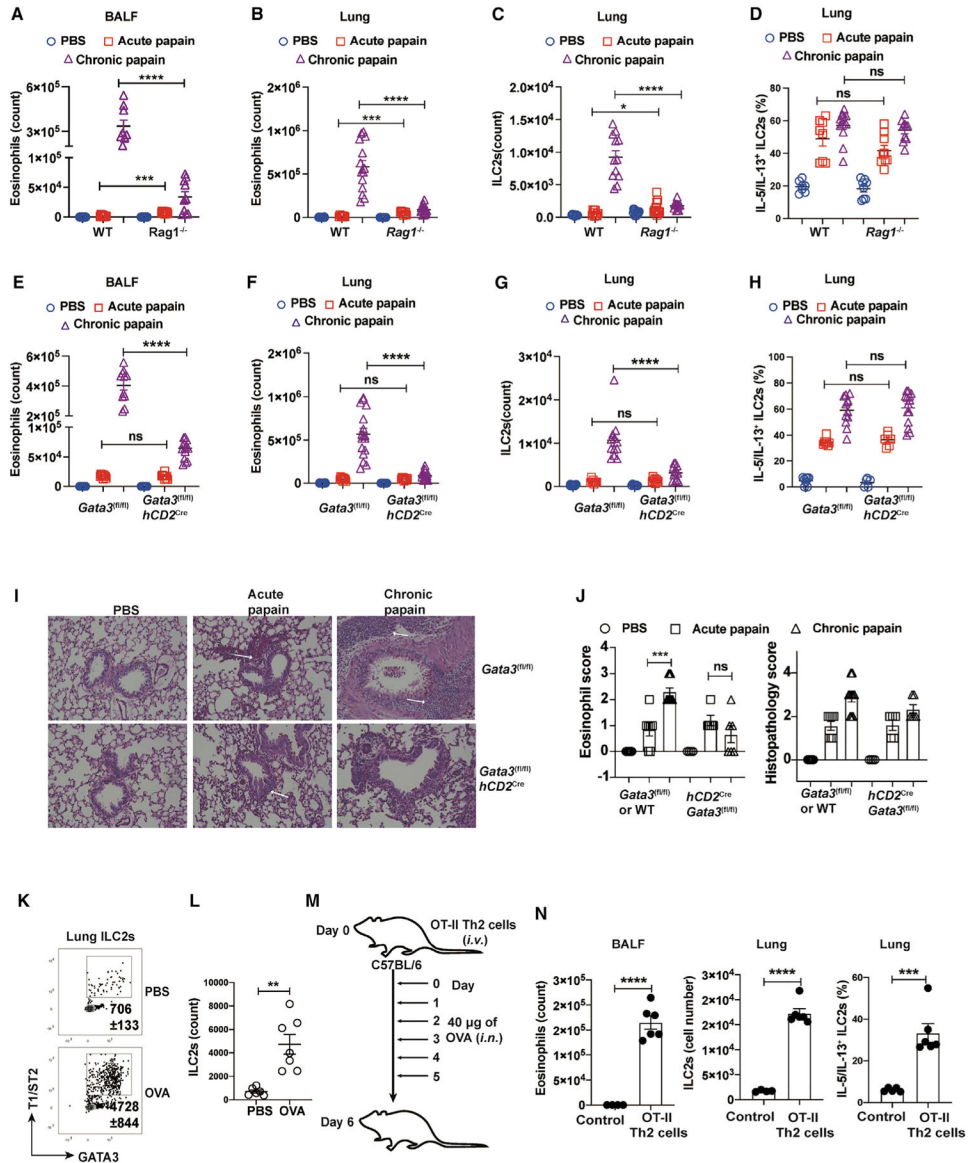 A
BALF
PBS
Acute papain
Chronic papain
Eosinophils (count)
6×10⁵
3×10⁵
1×10⁵
5×10⁴
0
****
***
WT
Rag1⁻/⁻
B
Lung
PBS
Acute papain
Chronic papain
Eosinophils (count)
2×10⁶
1×10⁶
1×10⁶
5×10⁵
0
****
***
WT
Rag1⁻/⁻
C
Lung
PBS
Acute papain
Chronic papain
ILC2s(count)
2.0×10⁴
1.5×10⁴
1.0×10⁴
5.0×10³
0.0
****
*
WT
Rag1⁻/⁻
D
Lung
PBS
Acute papain
Chronic papain
IL-5/IL-13⁺ ILC2s (%)
100
80
60
40
20
0
ns
ns
WT
Rag1⁻/⁻
E
BALF
PBS
Acute papain
Chronic papain
Eosinophils (count)
6×10⁵
4×10⁵
2×10⁵
1×10⁵
5×10⁴
0
****
ns
Gata3(fl/fl)
Gata3(fl/fl)
hCD2Cre
F
Lung
PBS
Acute papain
Chronic papain
Eosinophils (count)
2×10⁶
1×10⁶
1×10⁶
5×10⁵
0
****
ns
Gata3(fl/fl)
Gata3(fl/fl)
hCD2Cre
G
Lung
PBS
Acute papain
Chronic papain
ILC2s(count)
3×10⁴
2×10⁴
1×10⁴
0
****
ns
Gata3(fl/fl)
Gata3(fl/fl)
hCD2Cre
H
Lung
PBS
Acute papain
Chronic papain
IL-5/IL-13⁺ ILC2s (%)
100
80
60
40
20
0
ns
ns
Gata3(fl/fl)
Gata3(fl/fl)
hCD2Cre
I
PBS
Acute
papain
Chronic
papain
Gata3(fl/fl)
Gata3(fl/fl)
hCD2Cre
J
PBS
Acute papain
Chronic papain
Eosinophil score
4
3
2
1
0
-1
***
ns
Gata3(fl/fl)
or WT
hCD2Cre
Gata3(fl/fl)
Histopathology score
4
2
0
Gata3(fl/fl)
or WT
hCD2Cre
Gata3(fl/fl)
K
Lung ILC2s
PBS
706
±133
OVA
4728
±844
T1/ST2
GATA3
L
ILC2s (count)
10000
8000
6000
4000
2000
0
**
PBS
OVA
M
Day 0
OT-II Th2 cells
(i.v.)
C57BL/6
0 Day
1
2 40 µg of
3 OVA (i.n.)
4
5
Day 6
N
BALF
Eosinophils (count)
3×10⁵
2×10⁵
2×10⁵
1×10⁵
5×10⁴
0
****
Control
OT-II
Th2 cells
Lung
ILC2s (cell number)
3×10⁴
2×10⁴
2×10⁴
1×10⁴
5×10³
0
****
Control
OT-II
Th2 cells
Lung
IL-5/IL-13⁺ ILC2s (%)
60
40
20
0
***
Control
OT-II
Th2 cells